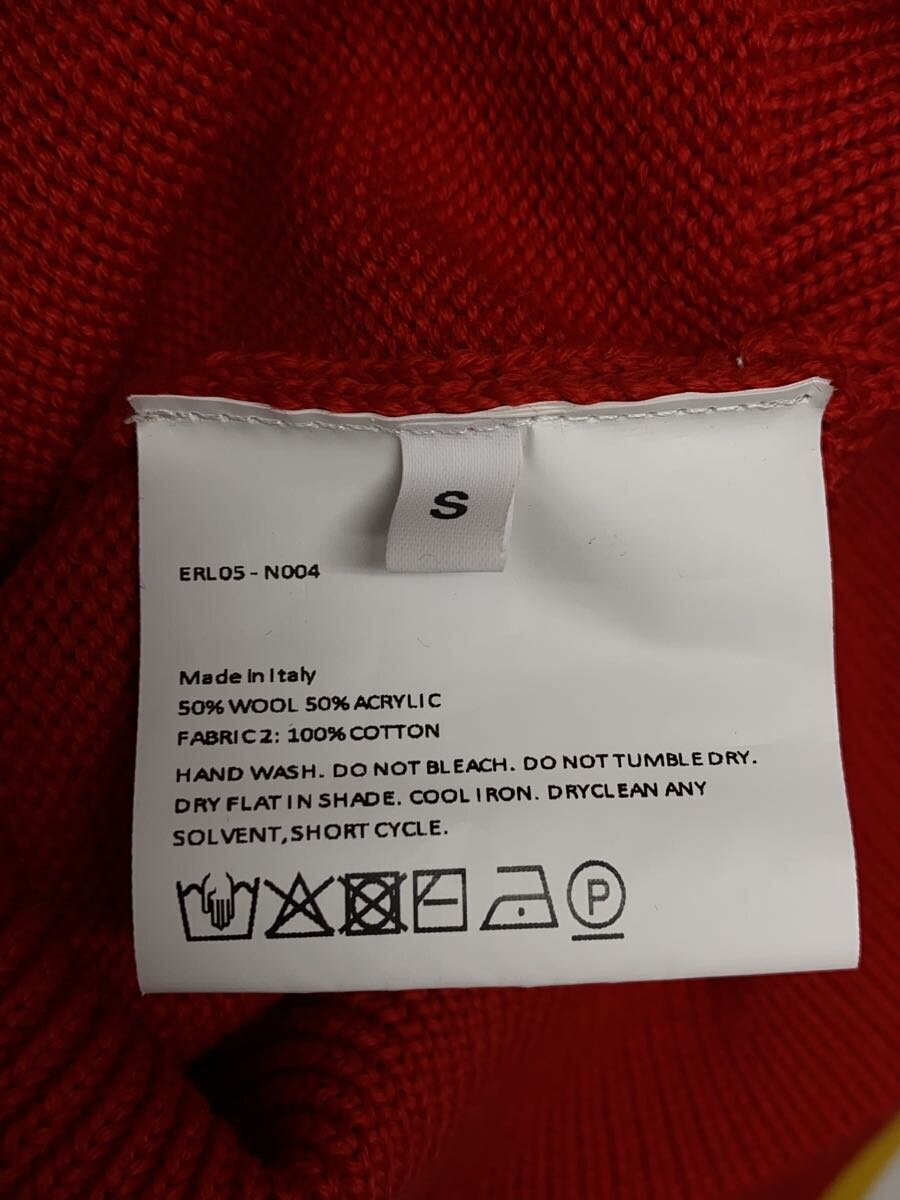 S
ERL05 - N004
Made in Italy
50% WOOL 50% ACRYLIC
FABRIC 2: 100% COTTON
HAND WASH. DO NOT BLEACH. DO NOT TUMBLE DRY.
DRY FLAT IN SHADE. COOL IRON. DRYCLEAN ANY
SOLVENT, SHORT CYCLE.
P